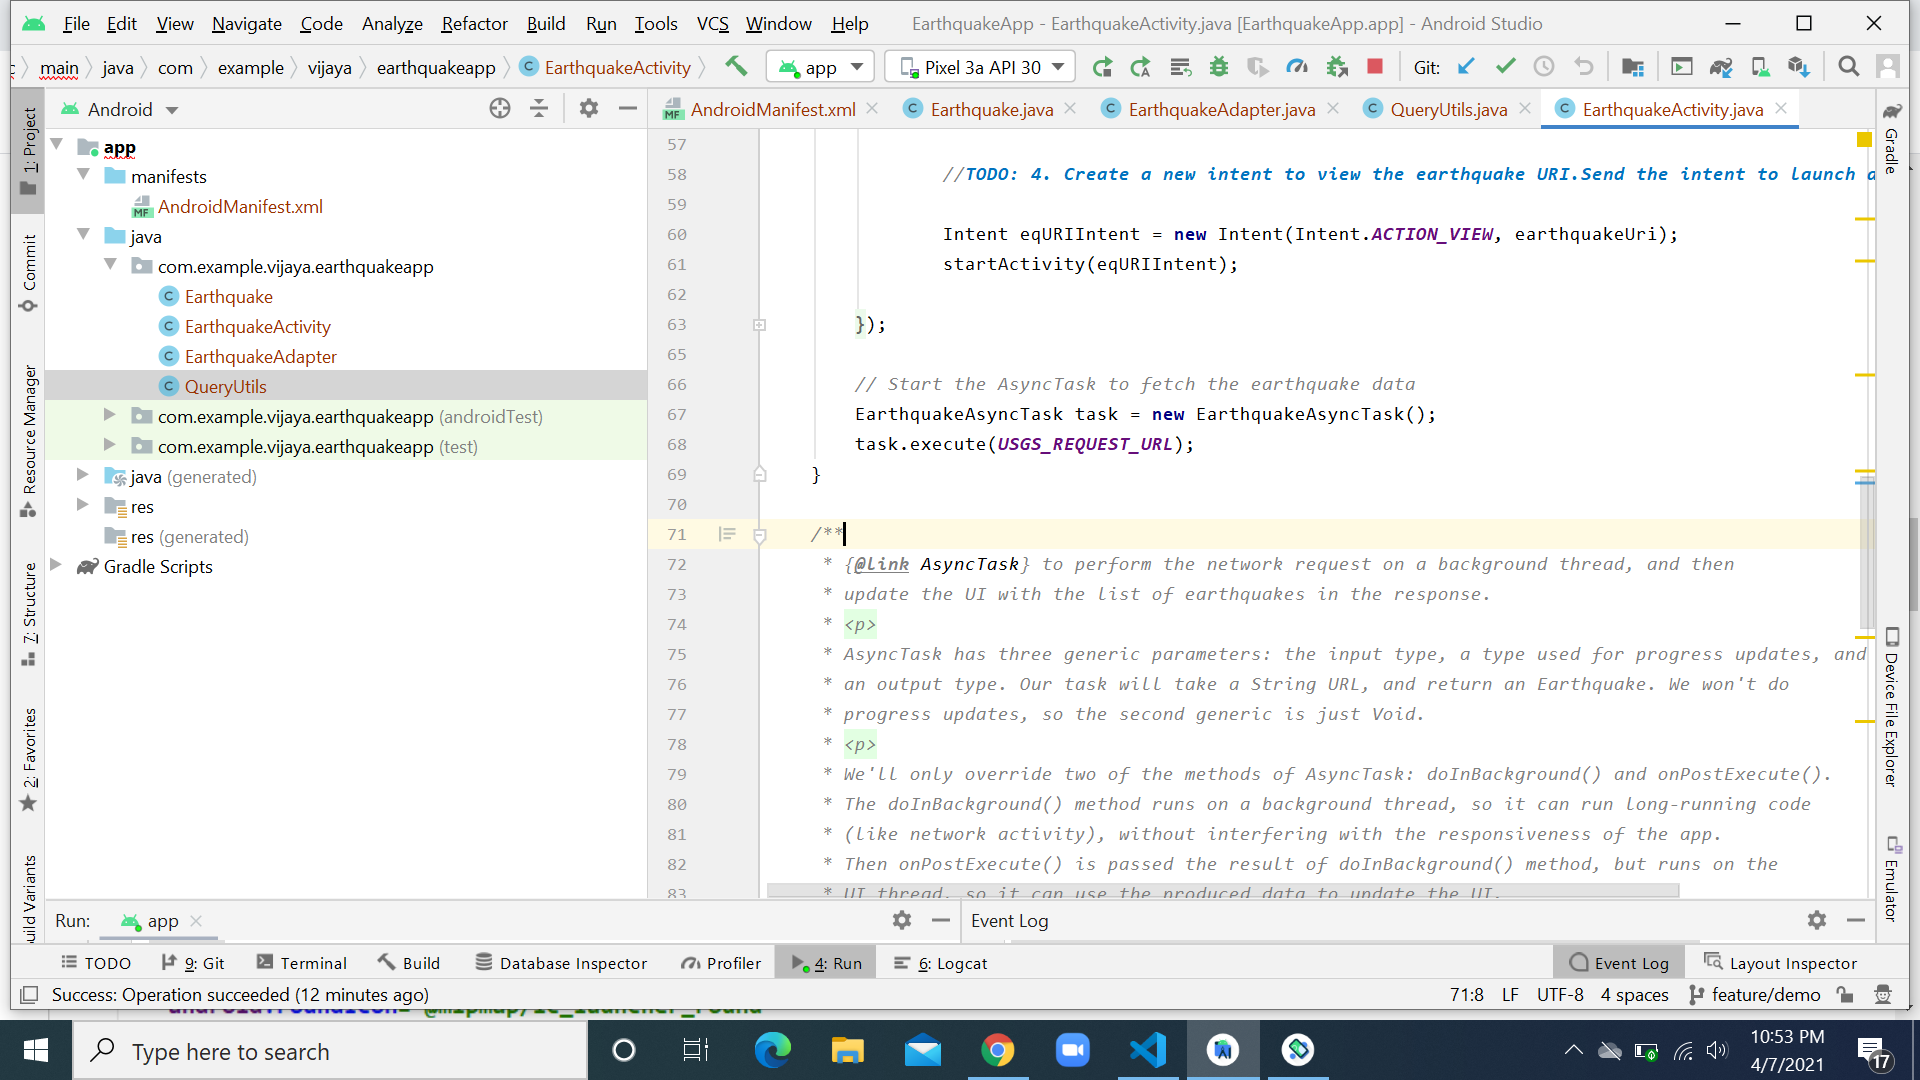 File Edit View Navigate Code Analyze Refactor Build Run Tools VCS Window Help EarthquakeApp - EarthquakeActivity.java [EarthquakeApp.app] - Android Studio
main java com example vijaya earthquakeapp EarthquakeActivity app Pixel 3a API 30 Git:
Android AndroidManifest.xml Earthquake.java EarthquakeAdapter.java QueryUtils.java EarthquakeActivity.java
1: Project
Commit
Resource Manager
7: Structure
2: Favorites
uild Variants
app
manifests
AndroidManifest.xml
java
com.example.vijaya.earthquakeapp
Earthquake
EarthquakeActivity
EarthquakeAdapter
QueryUtils
com.example.vijaya.earthquakeapp (androidTest)
com.example.vijaya.earthquakeapp (test)
java (generated)
res
res (generated)
Gradle Scripts
57
58 //TODO: 4. Create a new intent to view the earthquake URI.Send the intent to launch a
59
60 Intent eqURIIntent = new Intent(Intent.ACTION_VIEW, earthquakeUri);
61 startActivity(eqURIIntent);
62
63 });
65
66 // Start the AsyncTask to fetch the earthquake data
67 EarthquakeAsyncTask task = new EarthquakeAsyncTask();
68 task.execute(USGS_REQUEST_URL);
69 }
70
71 /**
72 * {@link AsyncTask} to perform the network request on a background thread, and then
73 * update the UI with the list of earthquakes in the response.
74 * <p>
75 * AsyncTask has three generic parameters: the input type, a type used for progress updates, and
76 * an output type. Our task will take a String URL, and return an Earthquake. We won't do
77 * progress updates, so the second generic is just Void.
78 * <p>
79 * We'll only override two of the methods of AsyncTask: doInBackground() and onPostExecute().
80 * The doInBackground() method runs on a background thread, so it can run long-running code
81 * (like network activity), without interfering with the responsiveness of the app.
82 * Then onPostExecute() is passed the result of doInBackground() method, but runs on the
83 * UI thread, so it can use the produced data to update the UI.
Gradle
Device File Explorer
Emulator
Run: app Event Log
TODO 9: Git Terminal Build Database Inspector Profiler 4: Run 6: Logcat Event Log Layout Inspector
Success: Operation succeeded (12 minutes ago) 71:8 LF UTF-8 4 spaces feature/demo
android:roundIcon="@mipmap/ic_launcher_round"
Type here to search
10:53 PM
4/7/2021
17